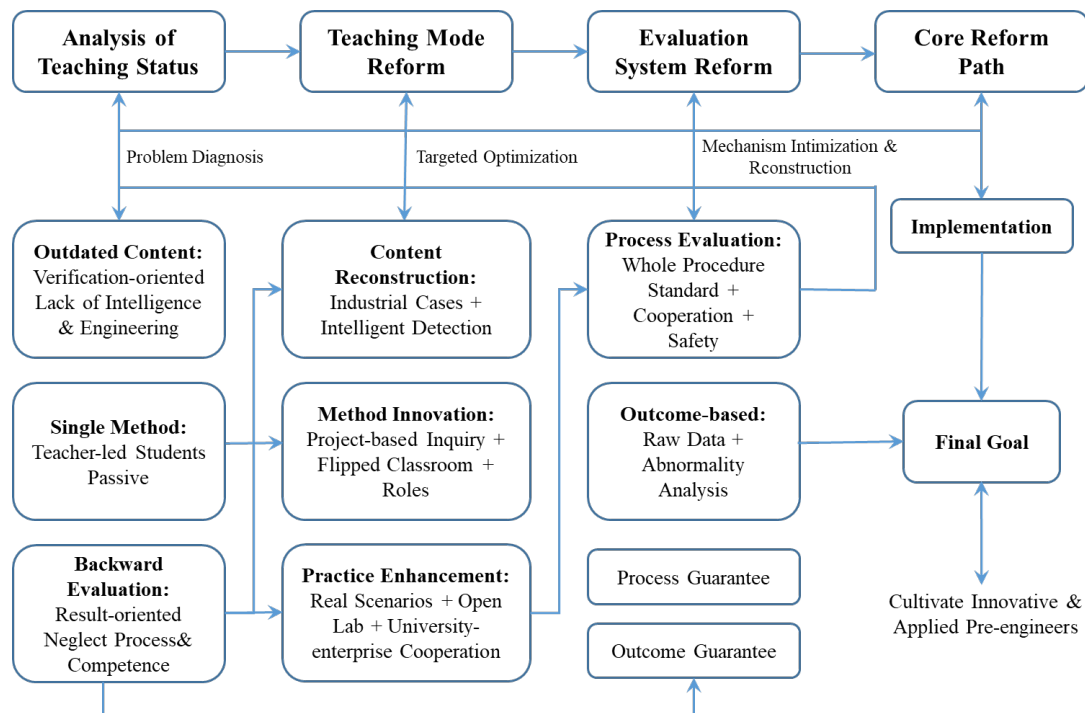 Analysis of
Teaching Status
Teaching Mode
Reform
Evaluation
System Reform
Core Reform
Path
Problem Diagnosis
Targeted Optimization
Mechanism Intimization &
Rconstruction
Outdated Content:
Verification-oriented
Lack of Intelligence
& Engineering
Content
Reconstruction:
Industrial Cases +
Intelligent Detection
Process Evaluation:
Whole Procedure
Standard +
Cooperation +
Safety
Implementation
Single Method:
Teacher-led Students
Passive
Method Innovation:
Project-based Inquiry +
Flipped Classroom +
Roles
Outcome-based:
Raw Data +
Abnormality
Analysis
Final Goal
Backward
Evaluation:
Result-oriented
Neglect Process&
Competence
Practice Enhancement:
Real Scenarios + Open
Lab + University-
enterprise Cooperation
Process Guarantee
Outcome Guarantee
Cultivate Innovative &
Applied Pre-engineers